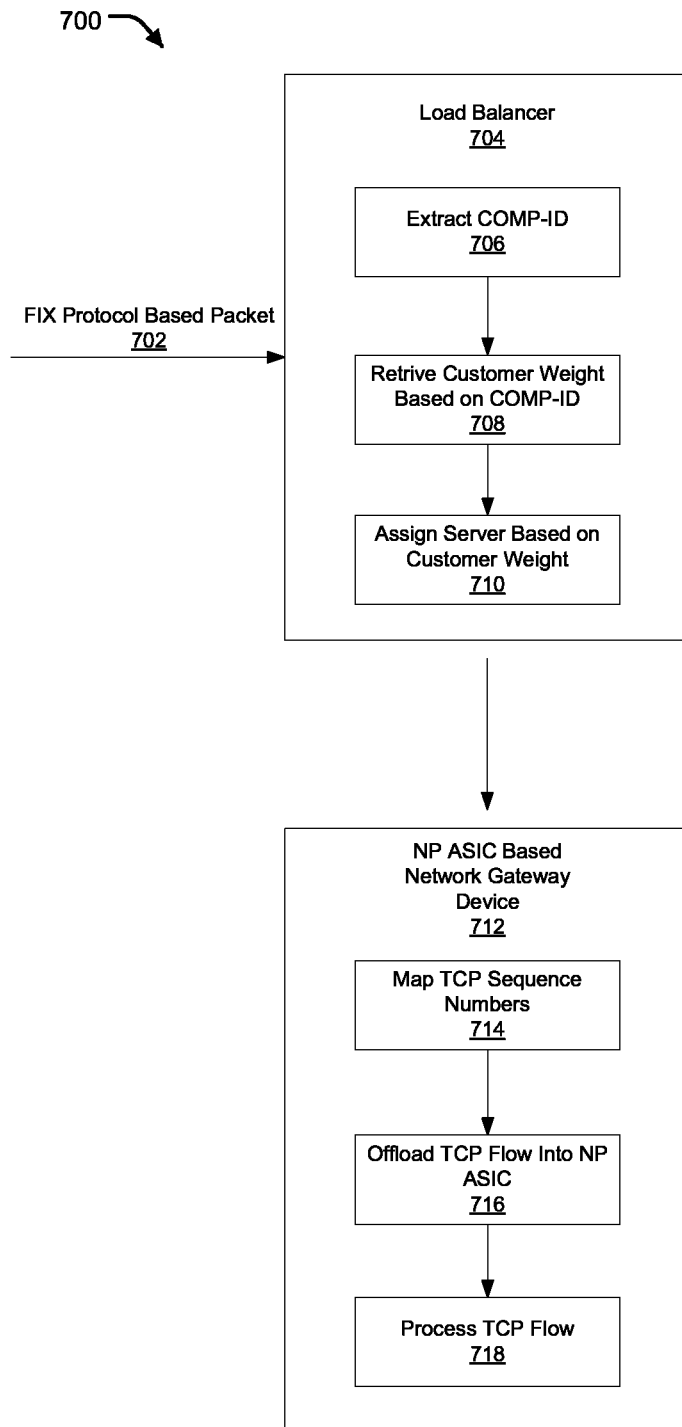 700
Load Balancer
704
Extract COMP-ID
706
FIX Protocol Based Packet
702
Retrive Customer Weight
Based on COMP-ID
708
Assign Server Based on
Customer Weight
710
NP ASIC Based
Network Gateway
Device
712
Map TCP Sequence
Numbers
714
Offload TCP Flow Into NP
ASIC
716
Process TCP Flow
718